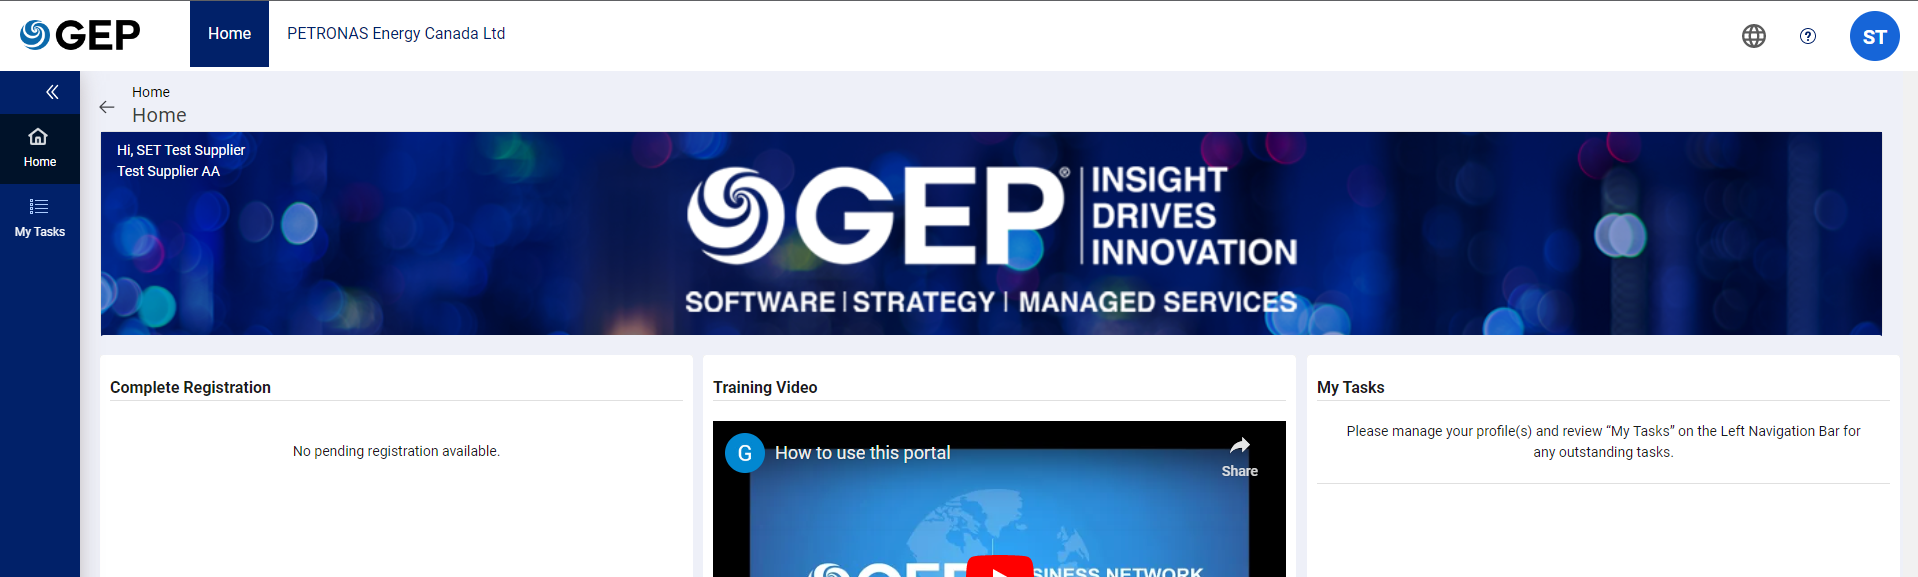 GEP
Home
PETRONAS Energy Canada Ltd
ST
Home
Home
Home
My Tasks
Hi, SET Test Supplier
Test Supplier AA
GEP®
INSIGHT
DRIVES
INNOVATION
SOFTWARE | STRATEGY | MANAGED SERVICES
Complete Registration
No pending registration available.
Training Video
G
How to use this portal
Share
GEP
BUSINESS NETWORK
My Tasks
Please manage your profile(s) and review “My Tasks” on the Left Navigation Bar for
any outstanding tasks.